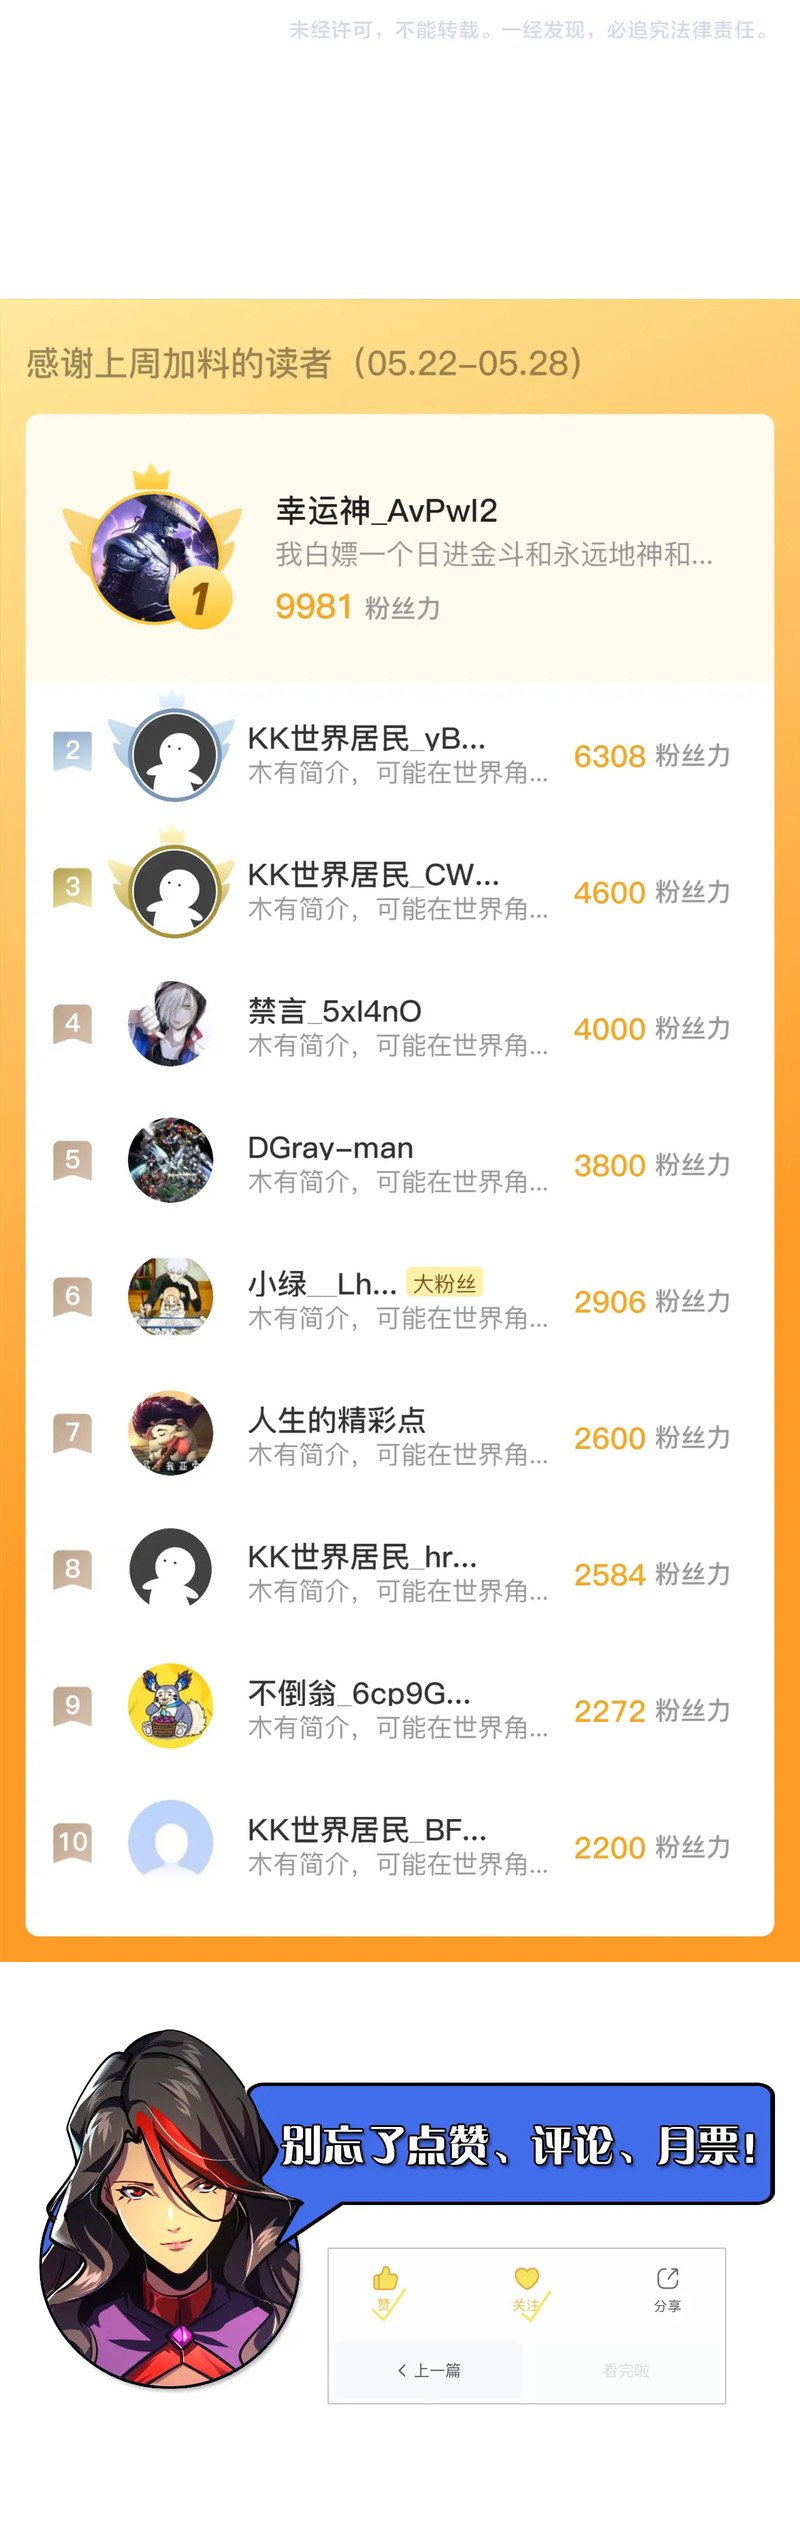 未经许可，不能转载。一经发现，必追究法律责任。
感谢上周加料的读者（05.22-05.28）
幸运神_AvPwI2
我白嫖一个日进金斗和永远地神和...
1
9981 粉丝力
2
KK世界居民_yB...
木有简介，可能在世界角...
6308 粉丝力
3
KK世界居民_CW...
木有简介，可能在世界角...
4600 粉丝力
4
禁言_5xI4nO
木有简介，可能在世界角...
4000 粉丝力
5
DGray-man
木有简介，可能在世界角...
3800 粉丝力
6
小绿__Lh... 大粉丝
木有简介，可能在世界角...
2906 粉丝力
7
人生的精彩点
木有简介，可能在世界角...
2600 粉丝力
8
KK世界居民_hr...
木有简介，可能在世界角...
2584 粉丝力
9
不倒翁_6cp9G...
木有简介，可能在世界角...
2272 粉丝力
10
KK世界居民_BF...
木有简介，可能在世界角...
2200 粉丝力
别忘了点赞、评论、月票！
赞 关注 分享
上一篇 看完啦